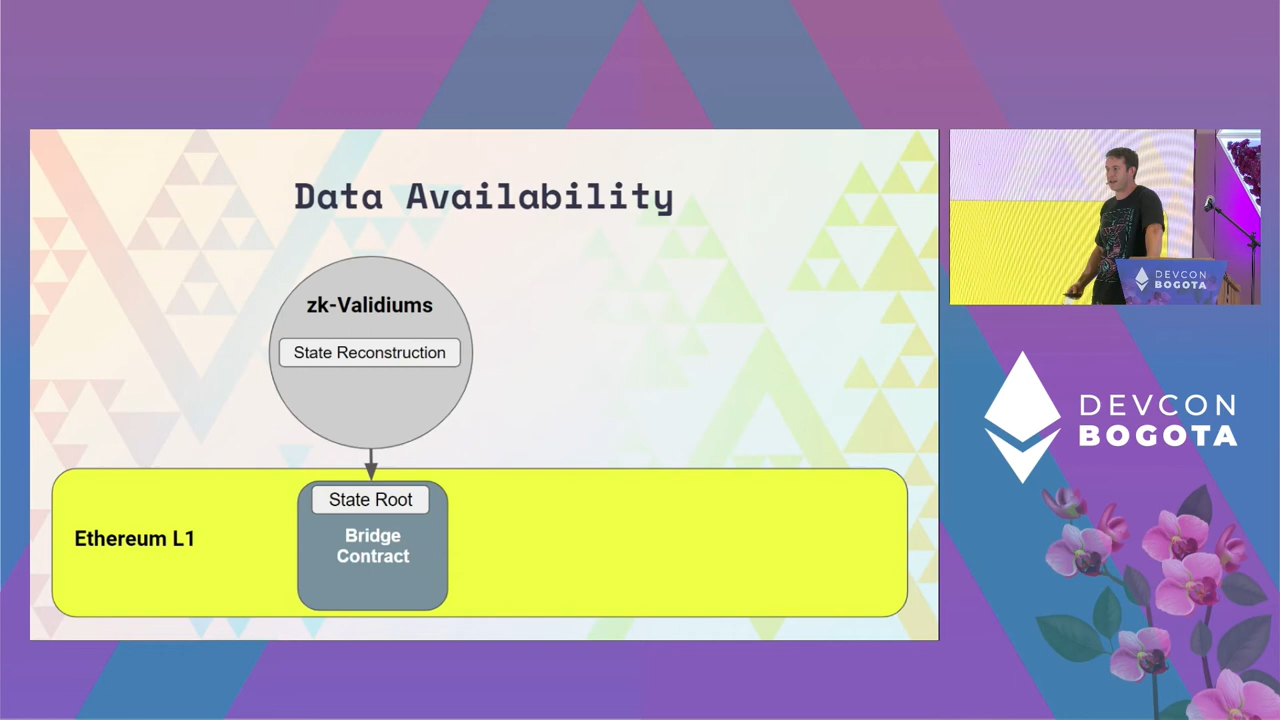 Data Availability
zk-Validiums
State Reconstruction
State Root
Bridge
Contract
Ethereum L1
DEVCON
BOGOTA
DEVCON
BOGOTA